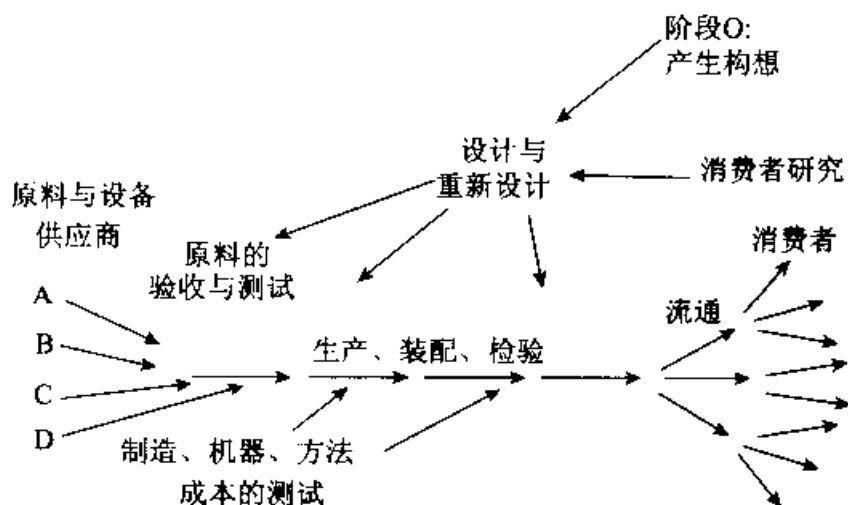 阶段O:
产生构想
设计与
重新设计
消费者研究
原料与设备
供应商
原料的
验收与测试
消费者
A
B
C
D
生产、装配、检验
流通
制造、机器、方法
成本的测试